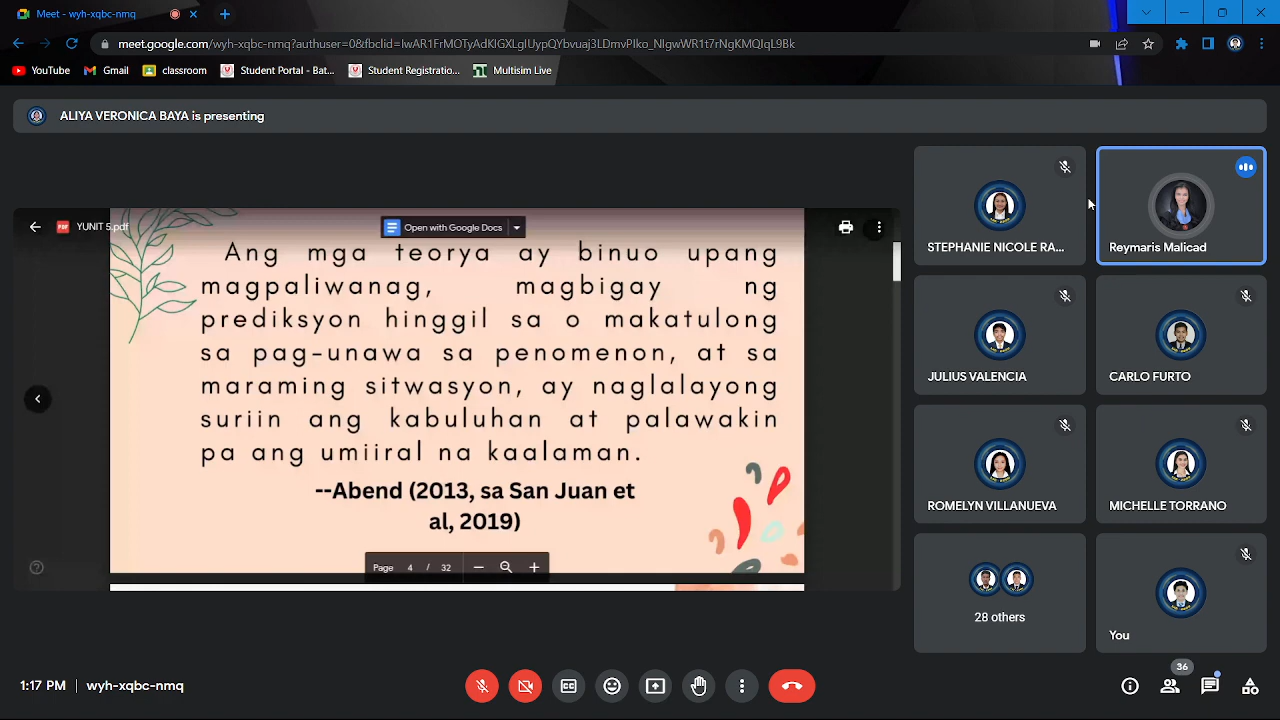 Meet - wyh-xqbc-nmq
meet.google.com/wyh-xqbc-nmq?authuser=0&fbclid=IwAR1FrMOTyAdKIGXLgIUypQYbvuaj3LDmvPIko_NIgwWR1t7rNgKMQIqL9Bk
YouTube
Gmail
classroom
Student Portal - Bat...
Student Registratio...
Multisim Live
ALIYA VERONICA BAYA is presenting
YUNIT 5.pdf
Open with Google Docs
Ang mga teorya ay binuo upang
magpaliwanag, magbigay ng
prediksyon hinggil sa o makatulong
sa pag-unawa sa penomenon, at sa
maraming sitwasyon, ay naglalayong
suriin ang kabuluhan at palawakin
pa ang umiiral na kaalaman.
--Abend (2013, sa San Juan et
al, 2019)
Page 4 / 32
STEPHANIE NICOLE RA...
Reymaris Malicad
JULIUS VALENCIA
CARLO FURTO
ROMELYN VILLANUEVA
MICHELLE TORRANO
28 others
You
1:17 PM | wyh-xqbc-nmq
36